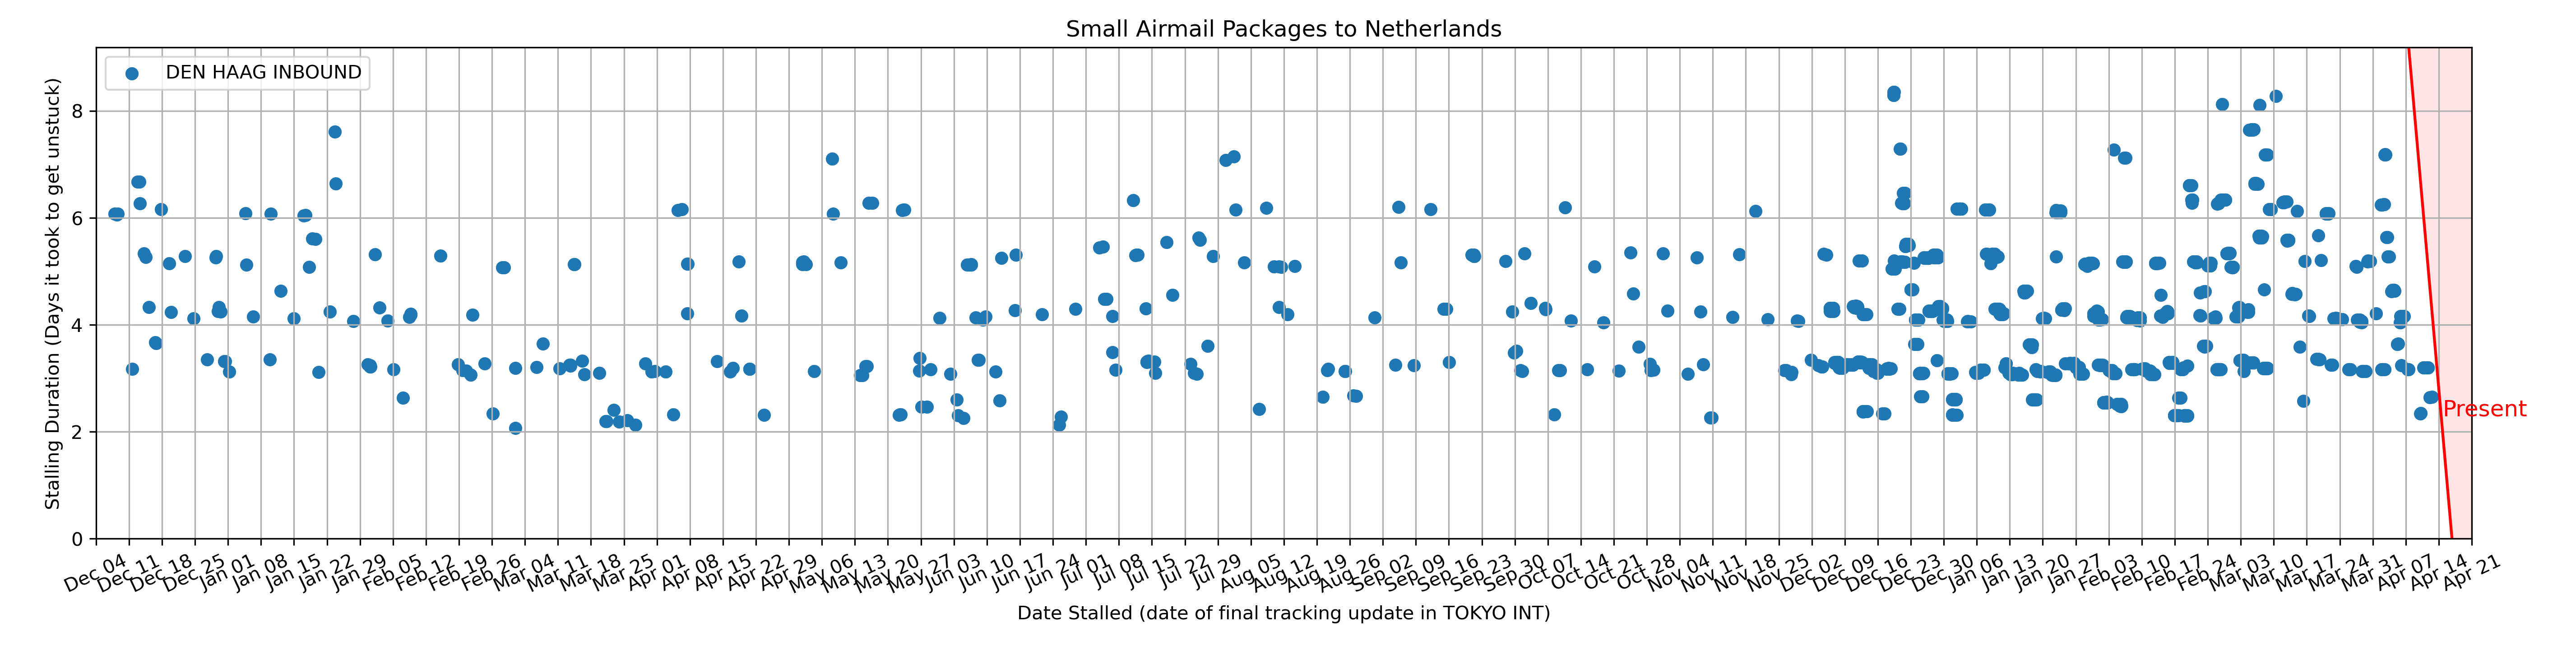 Small Airmail Packages to Netherlands
DEN HAAG INBOUND
Stalling Duration (Days it took to get unstuck)
8
6
4
2
0
Present
Dec 04 Dec 11 Dec 18 Dec 25 Jan 01 Jan 08 Jan 15 Jan 22 Jan 29 Feb 05 Feb 12 Feb 19 Feb 26 Mar 04 Mar 11 Mar 18 Mar 25 Apr 01 Apr 08 Apr 15 Apr 22 Apr 29 May 06 May 13 May 20 May 27 Jun 03 Jun 10 Jun 17 Jun 24 Jul 01 Jul 08 Jul 15 Jul 22 Jul 29 Aug 05 Aug 12 Aug 19 Aug 26 Sep 02 Sep 09 Sep 16 Sep 23 Sep 30 Oct 07 Oct 14 Oct 21 Oct 28 Nov 04 Nov 11 Nov 18 Nov 25 Dec 02 Dec 09 Dec 16 Dec 23 Dec 30 Jan 06 Jan 13 Jan 20 Jan 27 Feb 03 Feb 10 Feb 17 Feb 24 Mar 03 Mar 10 Mar 17 Mar 24 Mar 31 Apr 07 Apr 14 Apr 21
Date Stalled (date of final tracking update in TOKYO INT)